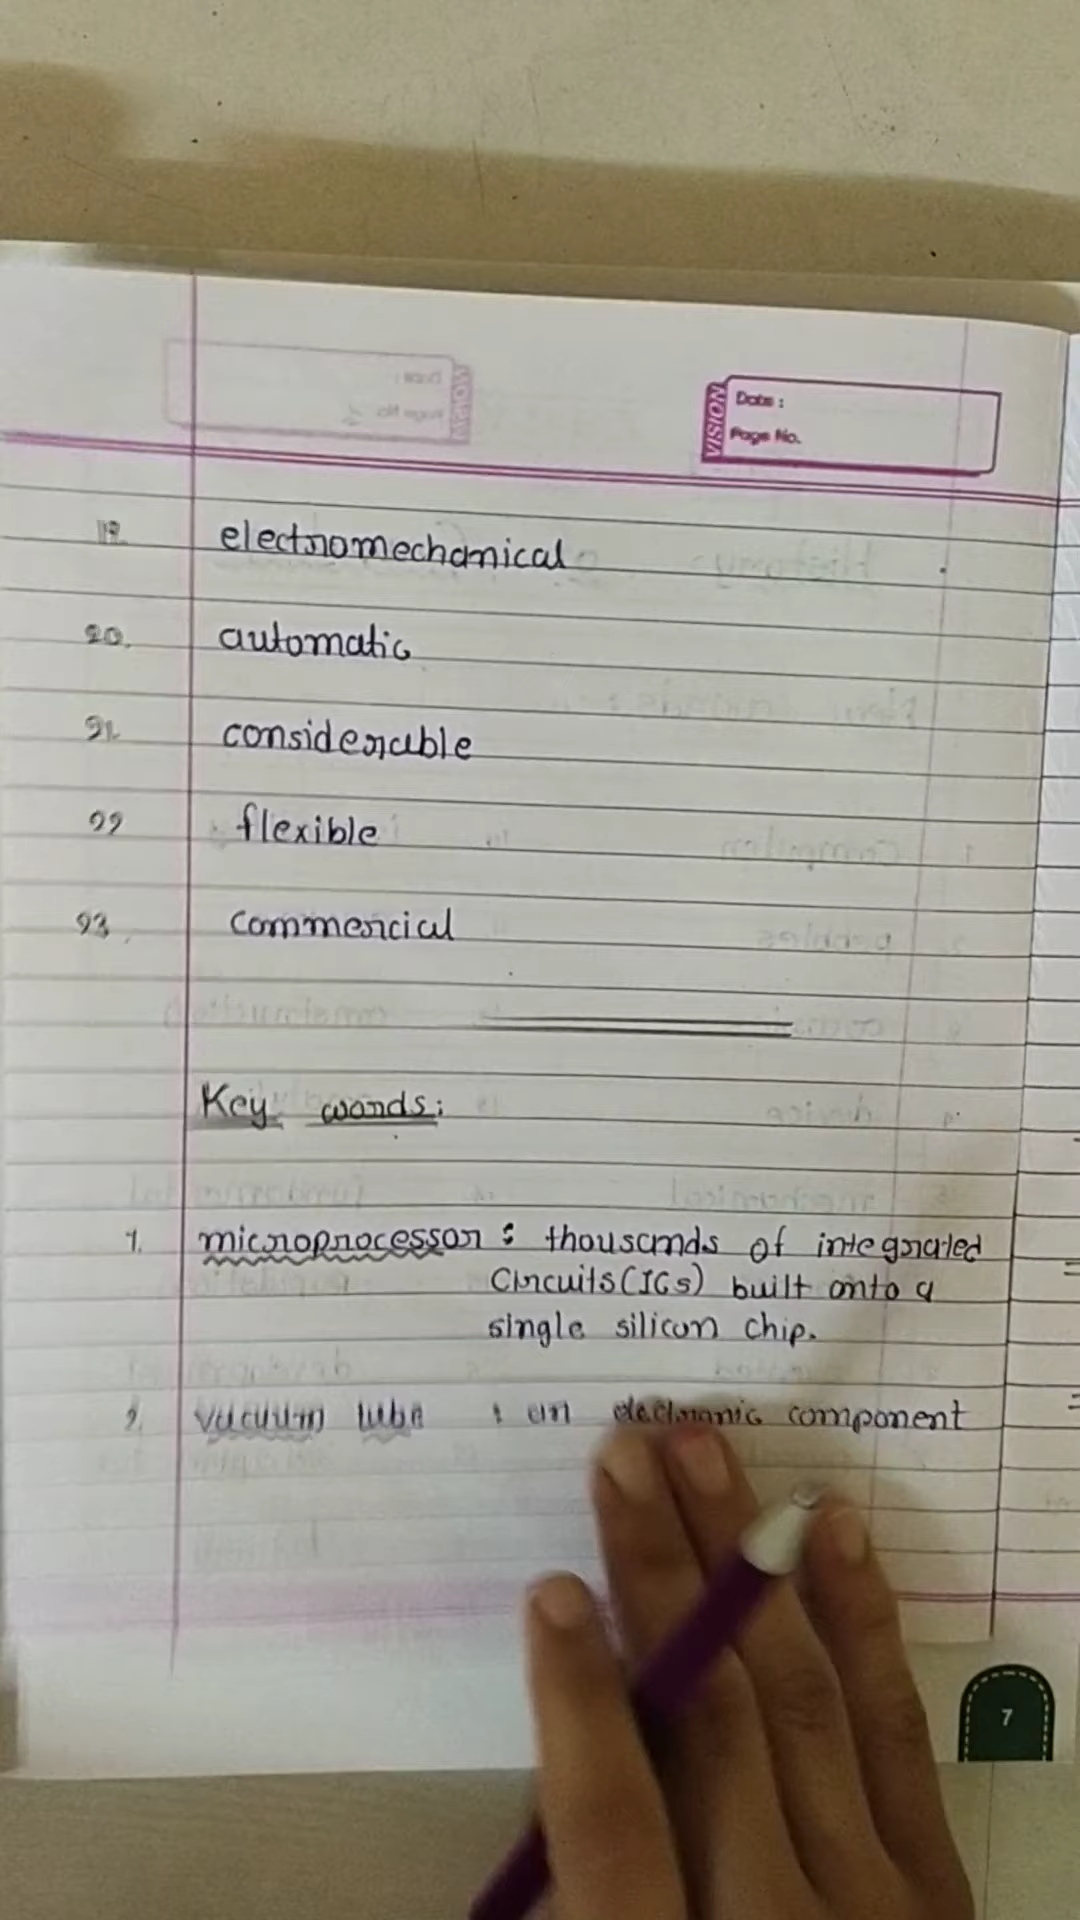 VISION
Date :
Page No.
19. electromechanical
20. automatic
21. considerable
22 flexible
23. commercial
Key words:
1. microprocessor : thousands of integrated
Circuits (ICs) built onto a
single silicon chip.
2. vacuum tube : an electronic component
7